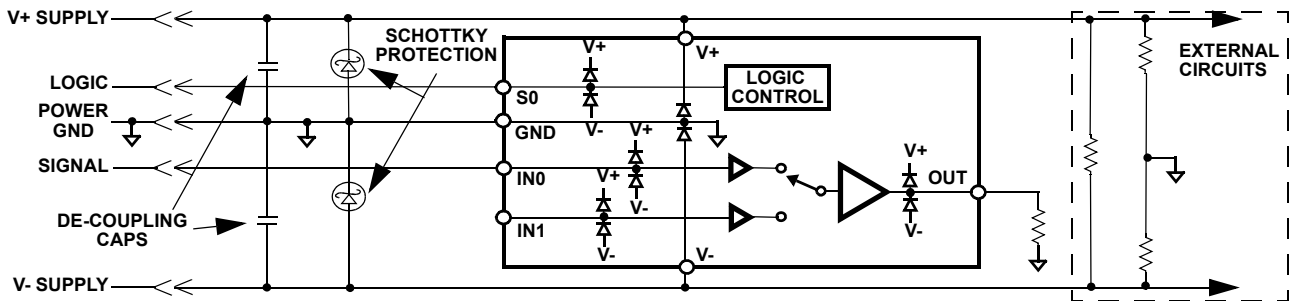 V+ SUPPLY
LOGIC
POWER
GND
SIGNAL
DE-COUPLING
CAPS
V- SUPPLY
SCHOTTKY
PROTECTION
V+
V+
S0
V-
LOGIC
CONTROL
GND
V+
IN0
V-
V+
IN1
V-
V+
OUT
V-
V-
EXTERNAL
CIRCUITS